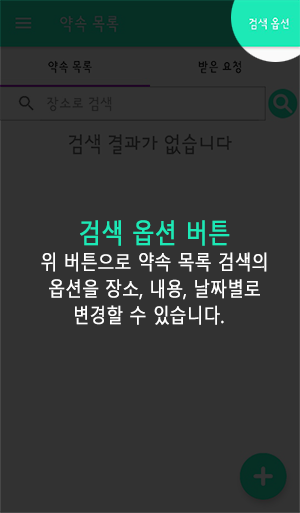 약속 목록
검색 옵션
약속 목록
받은 요청
장소로 검색
검색 결과가 없습니다
검색 옵션 버튼
위 버튼으로 약속 목록 검색의
옵션을 장소, 내용, 날짜별로
변경할 수 있습니다.